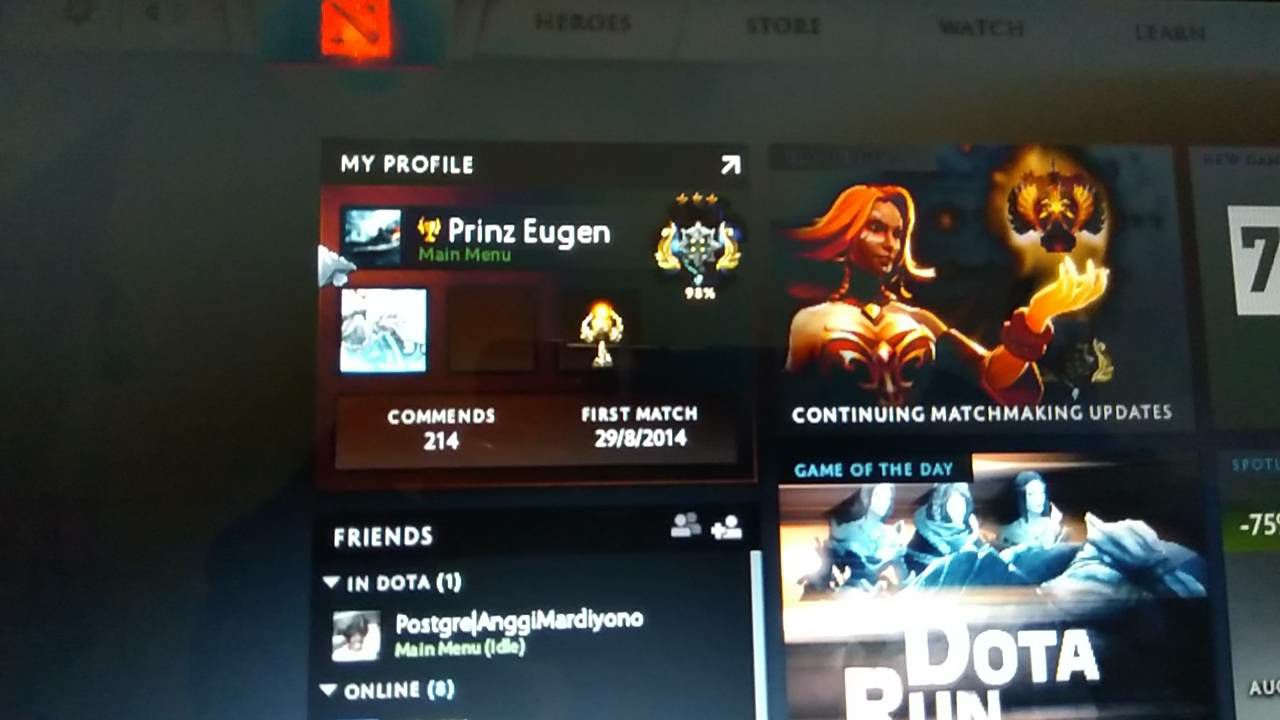 HEROES
STORE
WATCH
LEARN
MY PROFILE
Prinz Eugen
Main Menu
98%
COMMENDS
214
FIRST MATCH
29/8/2014
CONTINUING MATCHMAKING UPDATES
GAME OF THE DAY
DOTA
RUN
FRIENDS
IN DOTA (1)
Postgre|AnggiMardiyono
Main Menu (Idle)
ONLINE (8)
7
-75%